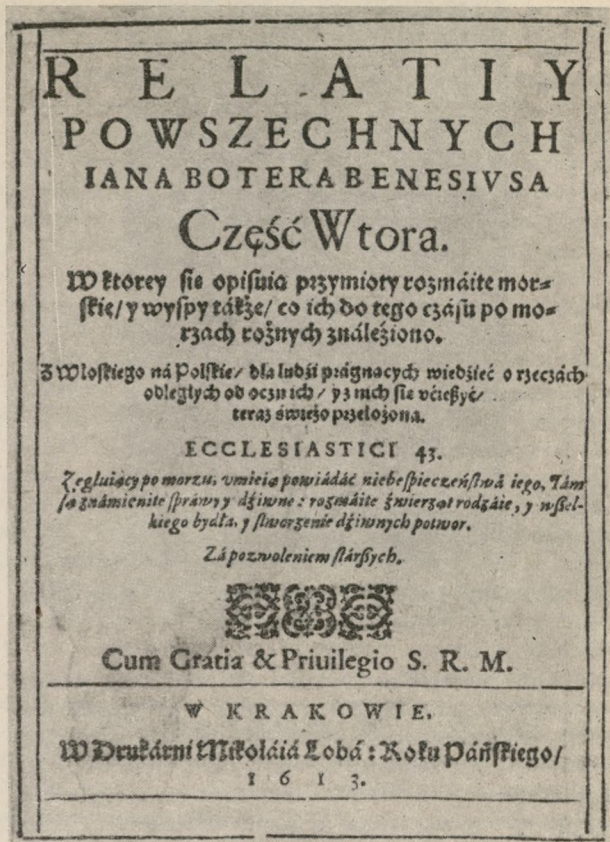 RELATIY
POWSZECHNYCH
IANA BOTERA BENESIVSA
Część Wtora.
W ktorey sie opisuią przymioty rozmáite mor⸗
skie/ y wyspy tákże/ co ich do tego czásu po mo⸗
rzach rożnych ználeźiono.
Z Włoskiego ná Polskie/ dla ludźi prágnących wiedźieć o rzeczách
odległych od oczu ich/ y z nich sie vćieszyć/
teraz świeżo przełożona.
ECCLESIASTICI 43.
Żegluiący po morzu, vmieią powiádáć niebespieczeństwá iego, Tám
są známienite spráwy y dźiwne: rozmáite źwierząt rodzáie, y wszel-
kiego bydłá, y stworzenie dźiwnych potwor.
Zá pozwoleniem stárszych.
Cum Gratia & Priuilegio S. R. M.
W KRAKOWIE,
W Drukárni Mikoláiá Lobá: Roku Páńskiego/
1613.